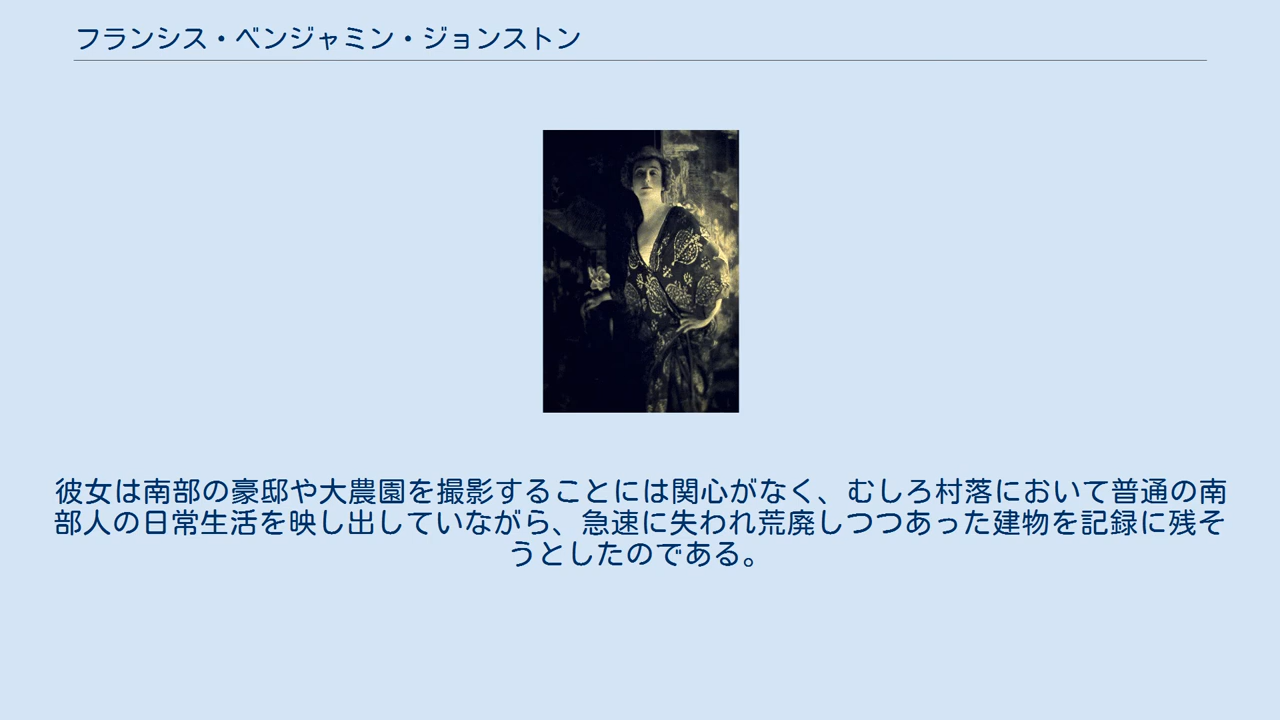 フランシス・ベンジャミン・ジョンストン
彼女は南部の豪邸や大農園を撮影することには関心がなく、むしろ村落において普通の南
部人の日常生活を映し出していながら、急速に失われ荒廃しつつあった建物を記録に残そ
うとしたのである。